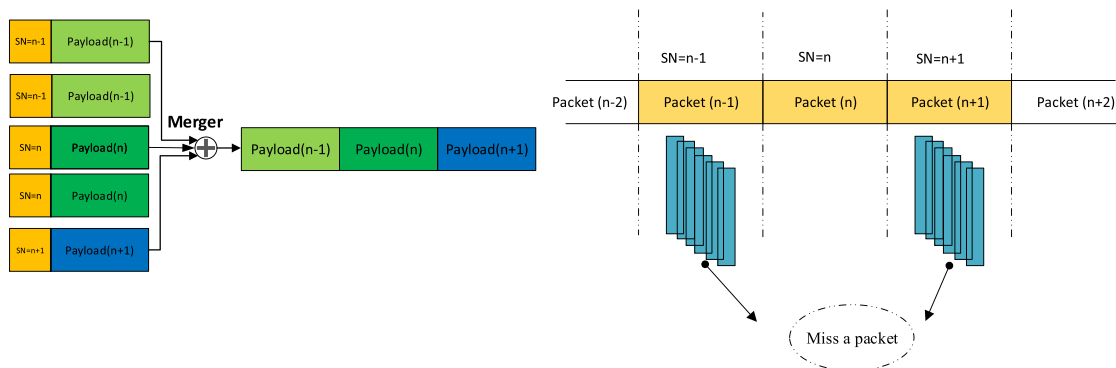 SN=n-1 Payload(n-1)
SN=n-1 Payload(n-1)
SN=n Payload(n)
SN=n Payload(n)
SN=n+1 Payload(n+1)
Merger
Payload(n-1) Payload(n) Payload(n+1)
SN=n-1 SN=n SN=n+1
Packet (n-2) Packet (n-1) Packet (n) Packet (n+1) Packet (n+2)
Miss a packet